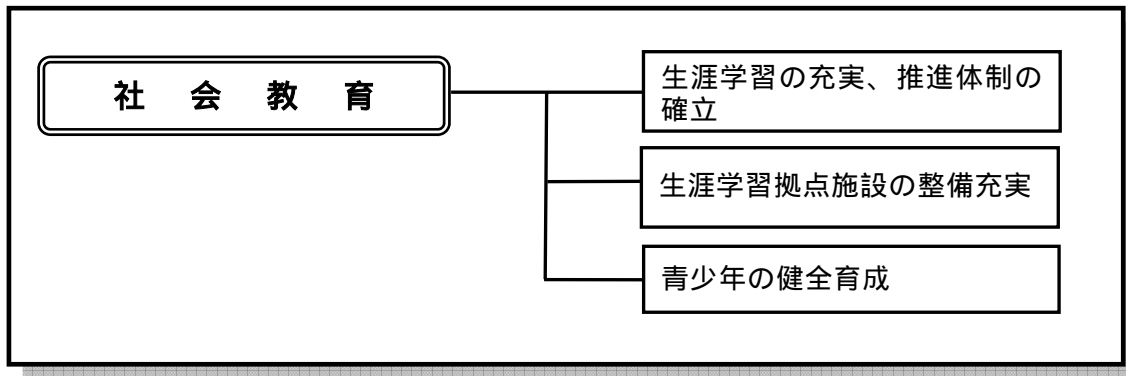 社 会 教 育
生涯学習の充実、推進体制の
確立
生涯学習拠点施設の整備充実
青少年の健全育成